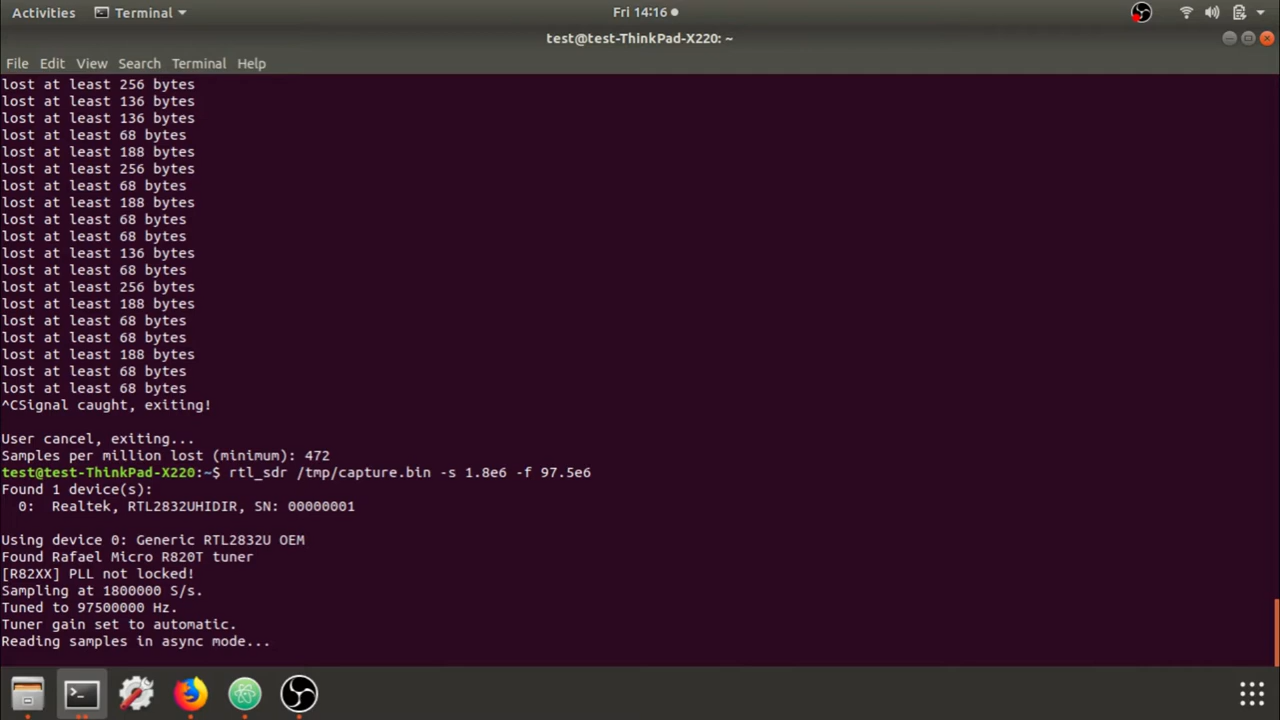 Activities Terminal Fri 14:16
test@test-ThinkPad-X220: ~
File Edit View Search Terminal Help
lost at least 256 bytes
lost at least 136 bytes
lost at least 136 bytes
lost at least 68 bytes
lost at least 188 bytes
lost at least 256 bytes
lost at least 68 bytes
lost at least 188 bytes
lost at least 68 bytes
lost at least 68 bytes
lost at least 136 bytes
lost at least 68 bytes
lost at least 256 bytes
lost at least 188 bytes
lost at least 68 bytes
lost at least 68 bytes
lost at least 188 bytes
lost at least 68 bytes
lost at least 68 bytes
^CSignal caught, exiting!
User cancel, exiting...
Samples per million lost (minimum): 472
test@test-ThinkPad-X220:~$ rtl_sdr /tmp/capture.bin -s 1.8e6 -f 97.5e6
Found 1 device(s):
0: Realtek, RTL2832UHIDIR, SN: 00000001
Using device 0: Generic RTL2832U OEM
Found Rafael Micro R820T tuner
[R82XX] PLL not locked!
Sampling at 1800000 S/s.
Tuned to 97500000 Hz.
Tuner gain set to automatic.
Reading samples in async mode...